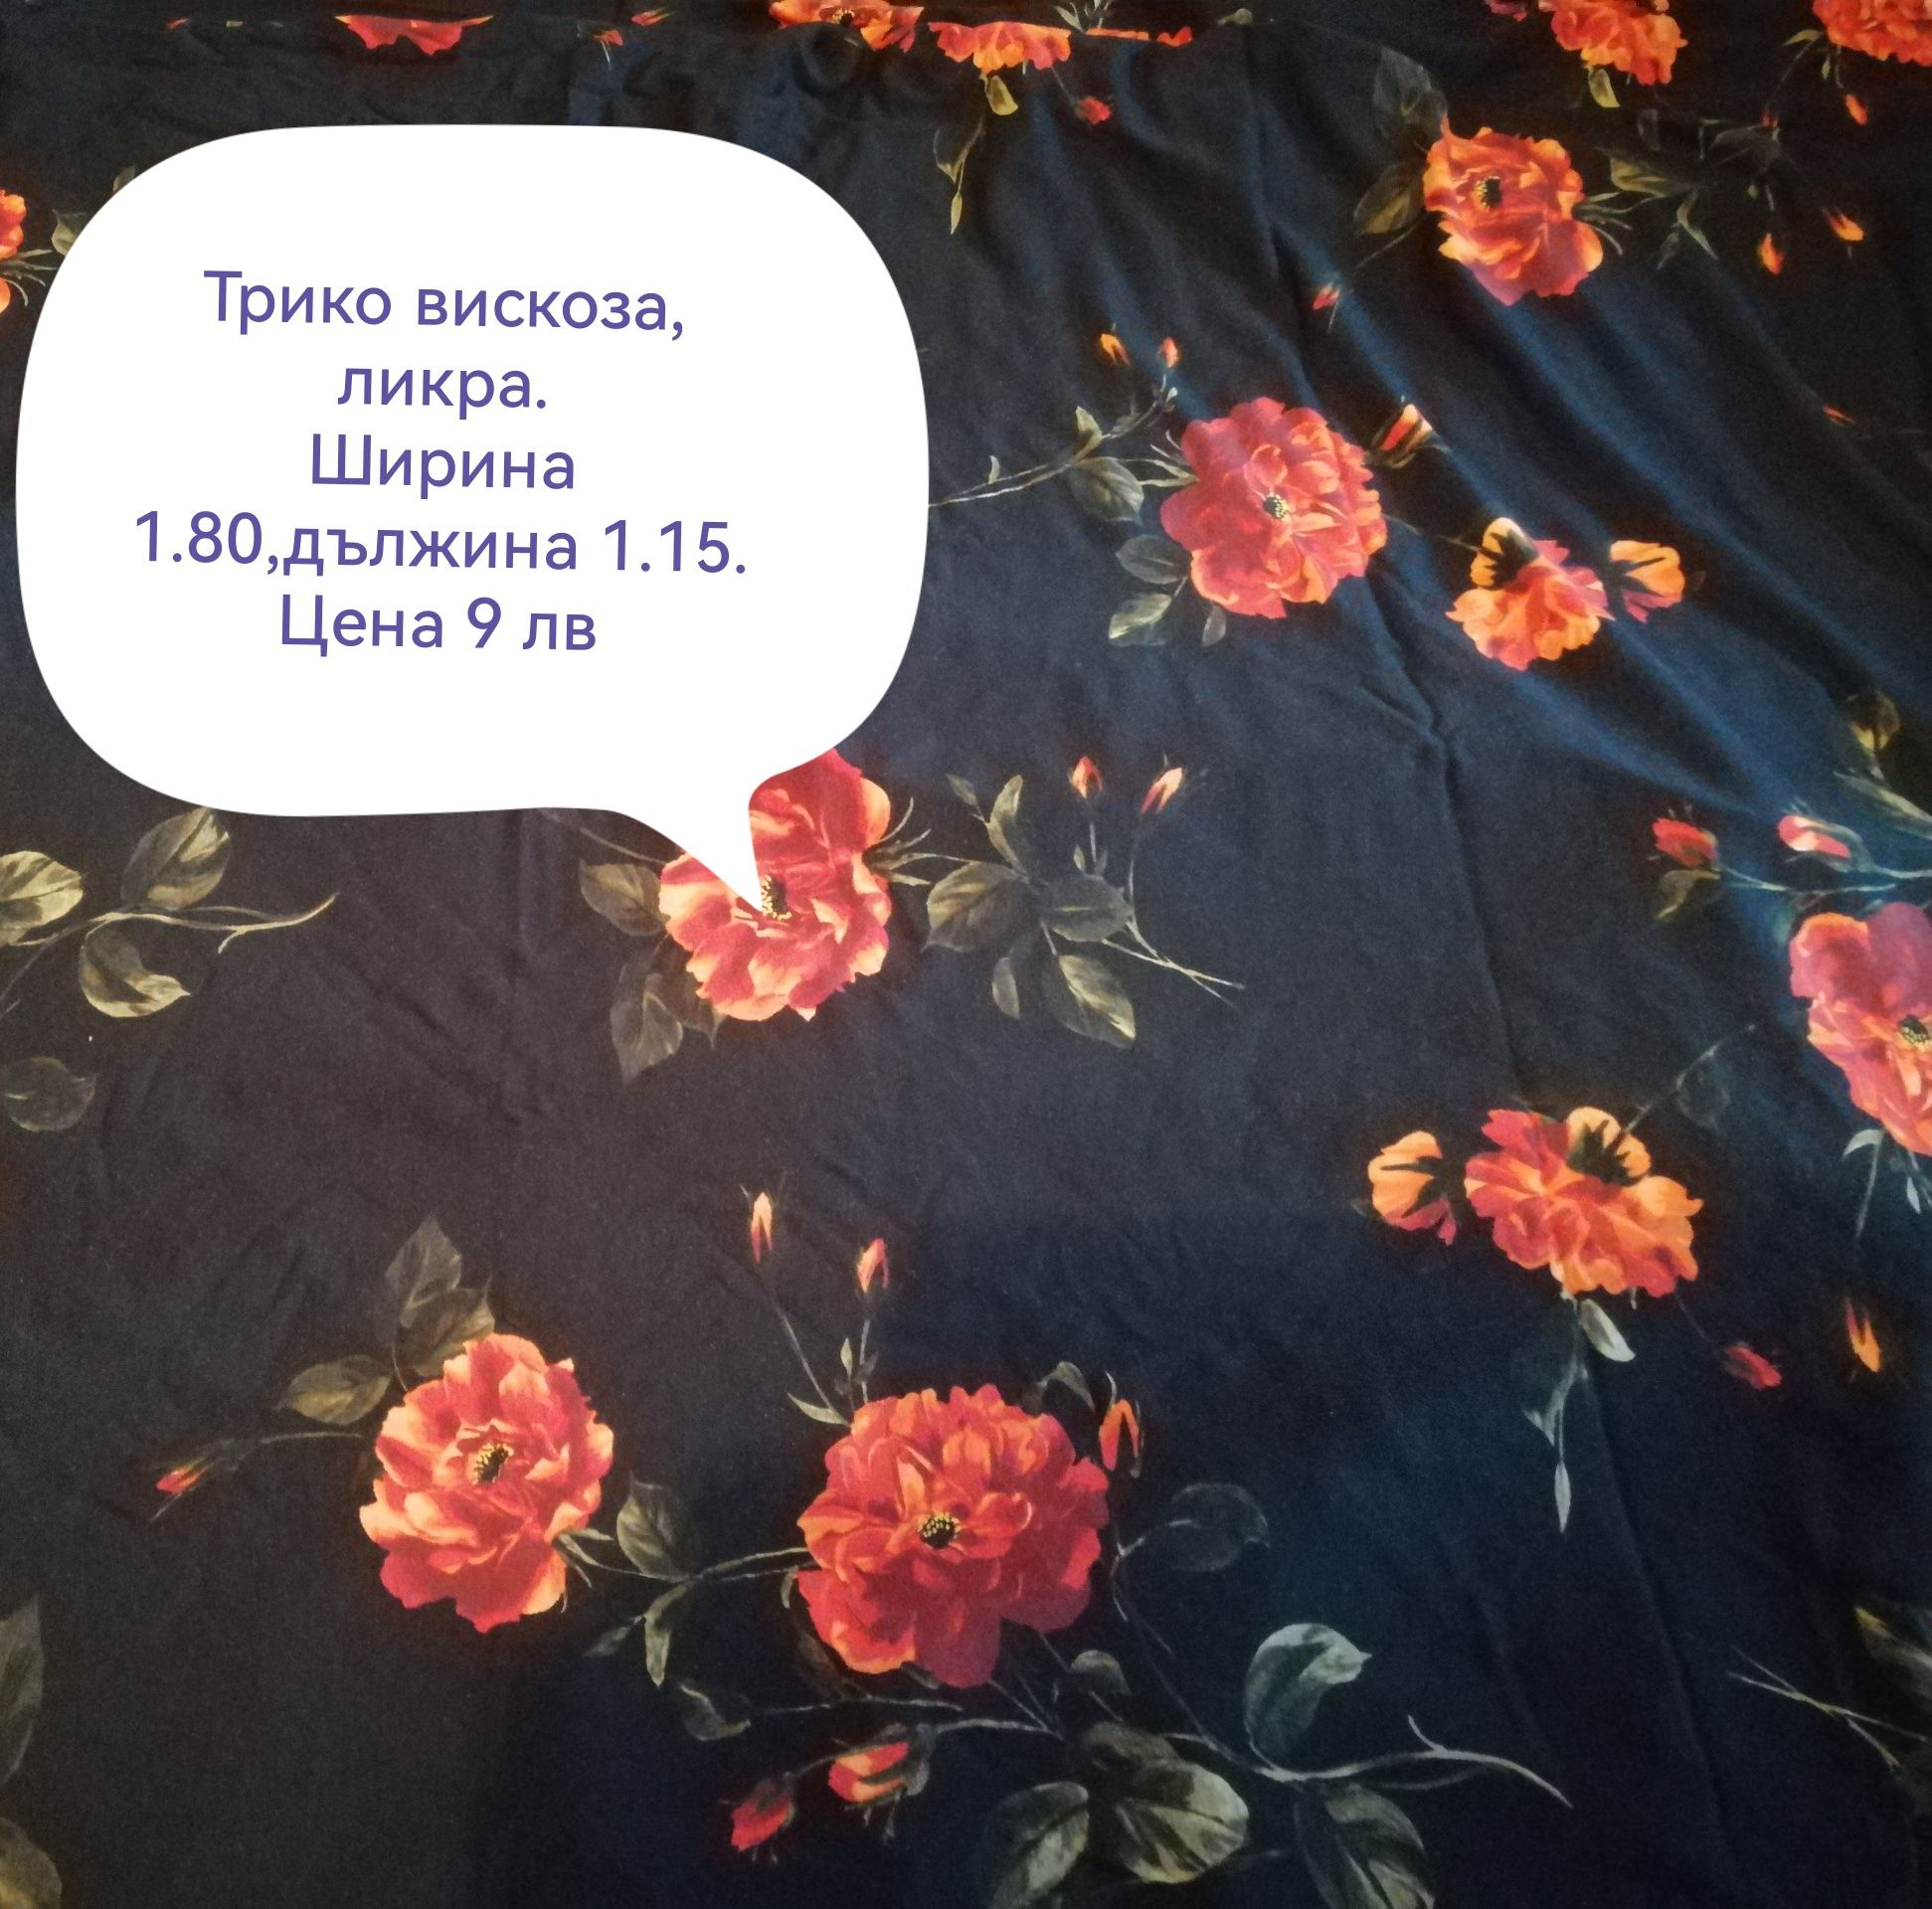 Трико вискоза,
ликра.
Ширина
1.80,дължина 1.15.
Цена 9 лв